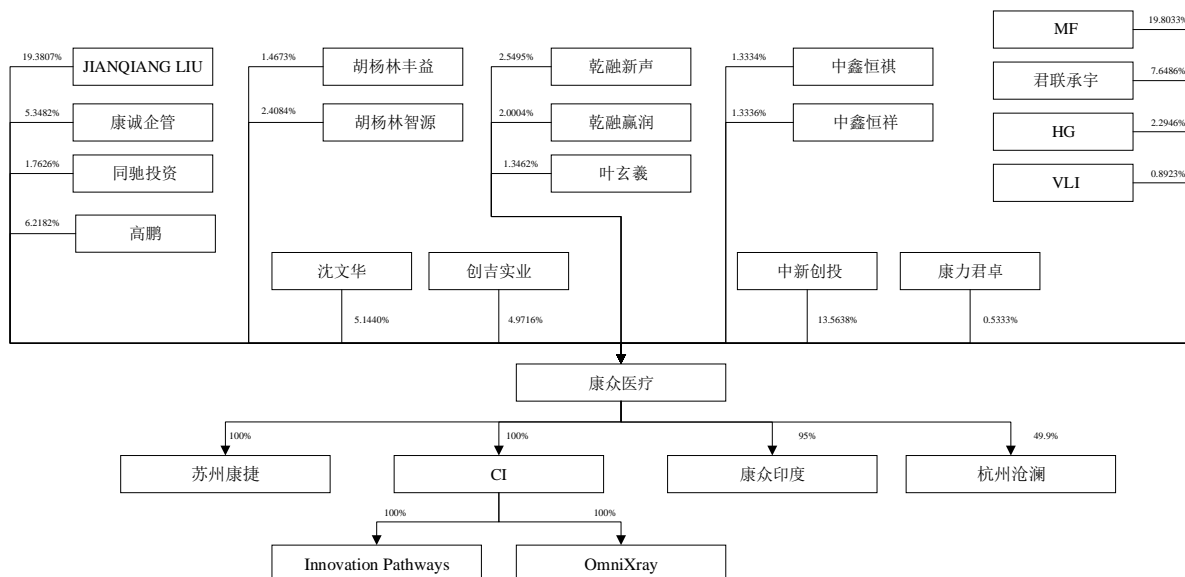 MF
19.8033%
19.3807%
JIANQIANG LIU
1.4673%
胡杨林丰益
2.5495%
乾融新声
1.3334%
中鑫恒祺
君联承宇
7.6486%
5.3482%
康诚企管
2.4084%
胡杨林智源
2.0004%
乾融赢润
1.3336%
中鑫恒祥
HG
2.2946%
1.7626%
同驰投资
1.3462%
叶玄羲
VLI
0.8923%
6.2182%
高鹏
沈文华
创吉实业
中新创投
康力君卓
5.1440%
4.9716%
13.5638%
0.5333%
康众医疗
100%
100%
95%
49.9%
苏州康捷
CI
康众印度
杭州沧澜
100%
100%
Innovation Pathways
OmniXray